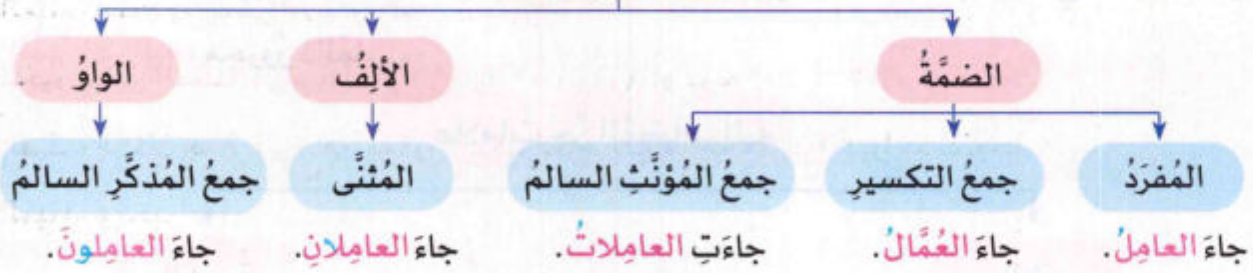 الضمَّةُ الألِفُ الواوُ
المُفرَدُ جمعُ التكسيرِ جمعُ المُؤنَّثِ السالمُ المُثنَّى جمعُ المُذكَّرِ السالمُ
جاءَ العامِلُ. جاءَ العُمَّالُ. جاءَتِ العامِلاتُ. جاءَ العامِلانِ. جاءَ العامِلونَ.